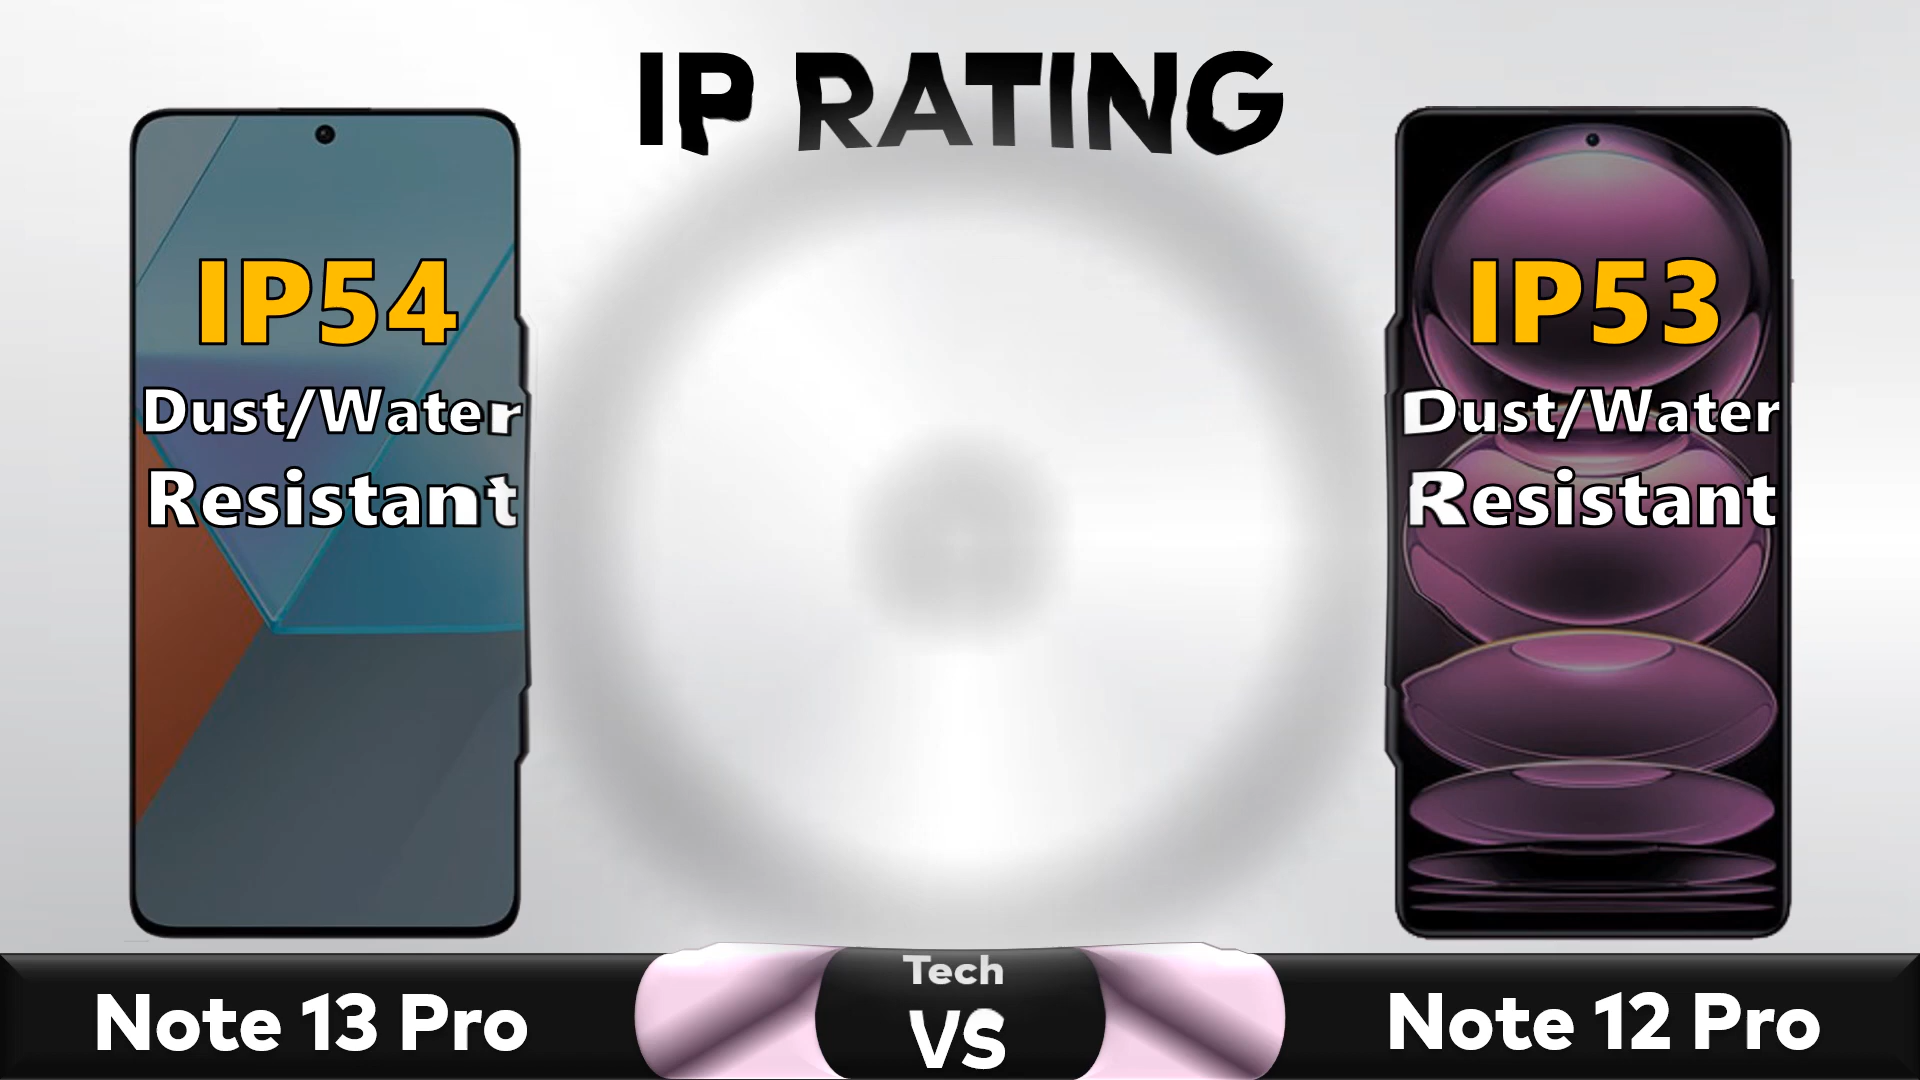 IP RATING
IP54
Dust/Water
Resistant
IP53
Dust/Water
Resistant
Note 13 Pro
Tech
VS
Note 12 Pro